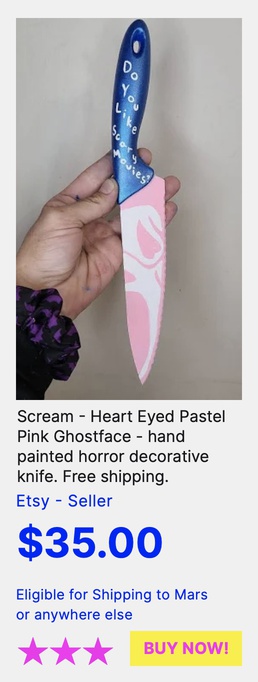 Do
You
Like
Scary
Movies?
Scream - Heart Eyed Pastel
Pink Ghostface - hand
painted horror decorative
knife. Free shipping.
Etsy - Seller
$35.00
Eligible for Shipping to Mars
or anywhere else
BUY NOW!